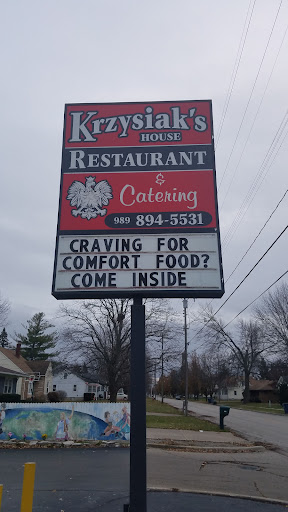 Krzysiak's
HOUSE
RESTAURANT
&
Catering
989 894-5531
CRAVING FOR
COMFORT FOOD?
COME INSIDE